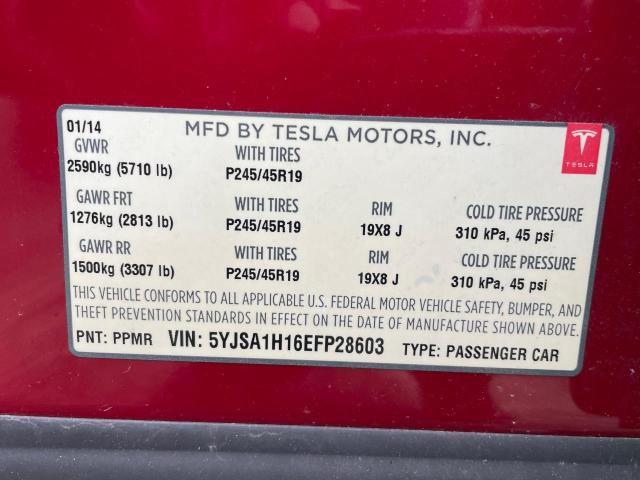 01/14 MFD BY TESLA MOTORS, INC.
TESLA
GVWR WITH TIRES
2590kg (5710 lb) P245/45R19
GAWR FRT WITH TIRES RIM COLD TIRE PRESSURE
1276kg (2813 lb) P245/45R19 19X8 J 310 kPa, 45 psi
GAWR RR WITH TIRES RIM COLD TIRE PRESSURE
1500kg (3307 lb) P245/45R19 19X8 J 310 kPa, 45 psi
THIS VEHICLE CONFORMS TO ALL APPLICABLE U.S. FEDERAL MOTOR VEHICLE SAFETY, BUMPER, AND
THEFT PREVENTION STANDARDS IN EFFECT ON THE DATE OF MANUFACTURE SHOWN ABOVE.
PNT: PPMR VIN: 5YJSA1H16EFP28603 TYPE: PASSENGER CAR